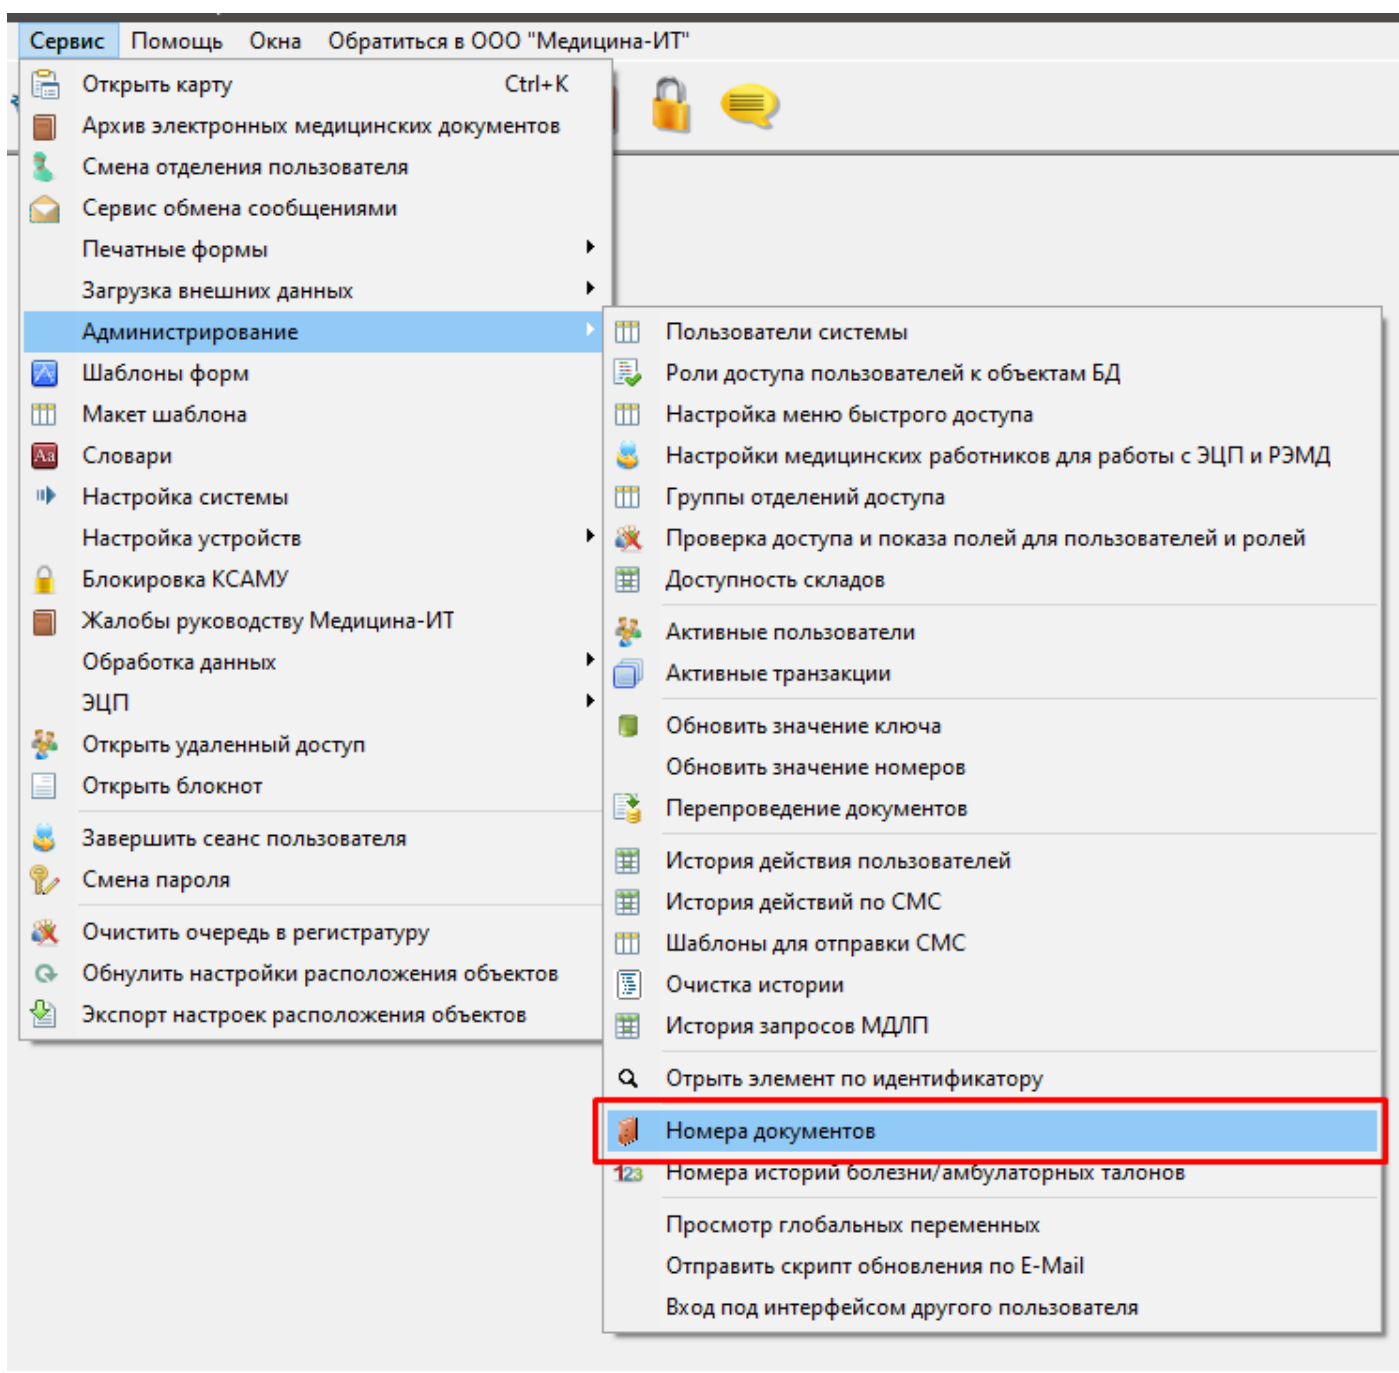 Сервис Помощь Окна Обратиться в ООО "Медицина-ИТ"
Открыть карту Ctrl+K
Архив электронных медицинских документов
Смена отделения пользователя
Сервис обмена сообщениями
Печатные формы
Загрузка внешних данных
Администрирование
Шаблоны форм
Макет шаблона
Aa Словари
Настройка системы
Настройка устройств
Блокировка КСАМУ
Жалобы руководству Медицина-ИТ
Обработка данных
ЭЦП
Открыть удаленный доступ
Открыть блокнот
Завершить сеанс пользователя
Смена пароля
Очистить очередь в регистратуру
Обнулить настройки расположения объектов
Экспорт настроек расположения объектов
Пользователи системы
Роли доступа пользователей к объектам БД
Настройка меню быстрого доступа
Настройки медицинских работников для работы с ЭЦП и РЭМД
Группы отделений доступа
Проверка доступа и показа полей для пользователей и ролей
Доступность складов
Активные пользователи
Активные транзакции
Обновить значение ключа
Обновить значение номеров
Перепроведение документов
История действия пользователей
История действий по СМС
Шаблоны для отправки СМС
Очистка истории
История запросов МДЛП
Отрыть элемент по идентификатору
Номера документов
123 Номера историй болезни/амбулаторных талонов
Просмотр глобальных переменных
Отправить скрипт обновления по E-Mail
Вход под интерфейсом другого пользователя